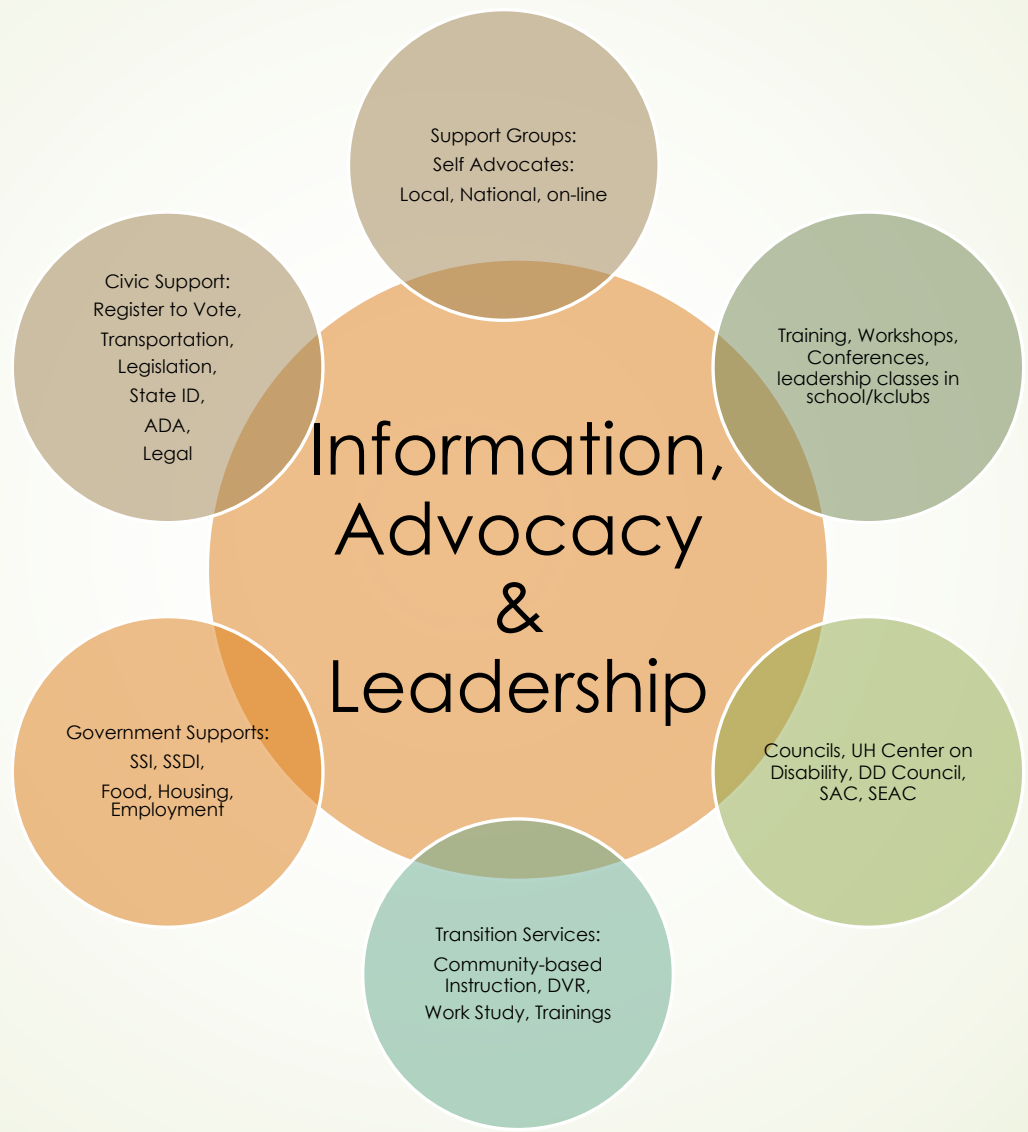 Support Groups:
Self Advocates:
Local, National, on-line
Training, Workshops,
Conferences,
leadership classes in
school/kclubs
Councils, UH Center on
Disability, DD Council,
SAC, SEAC
Transition Services:
Community-based
Instruction, DVR,
Work Study, Trainings
Government Supports:
SSI, SSDI,
Food, Housing,
Employment
Civic Support:
Register to Vote,
Transportation,
Legislation,
State ID,
ADA,
Legal
Information,
Advocacy
&
Leadership